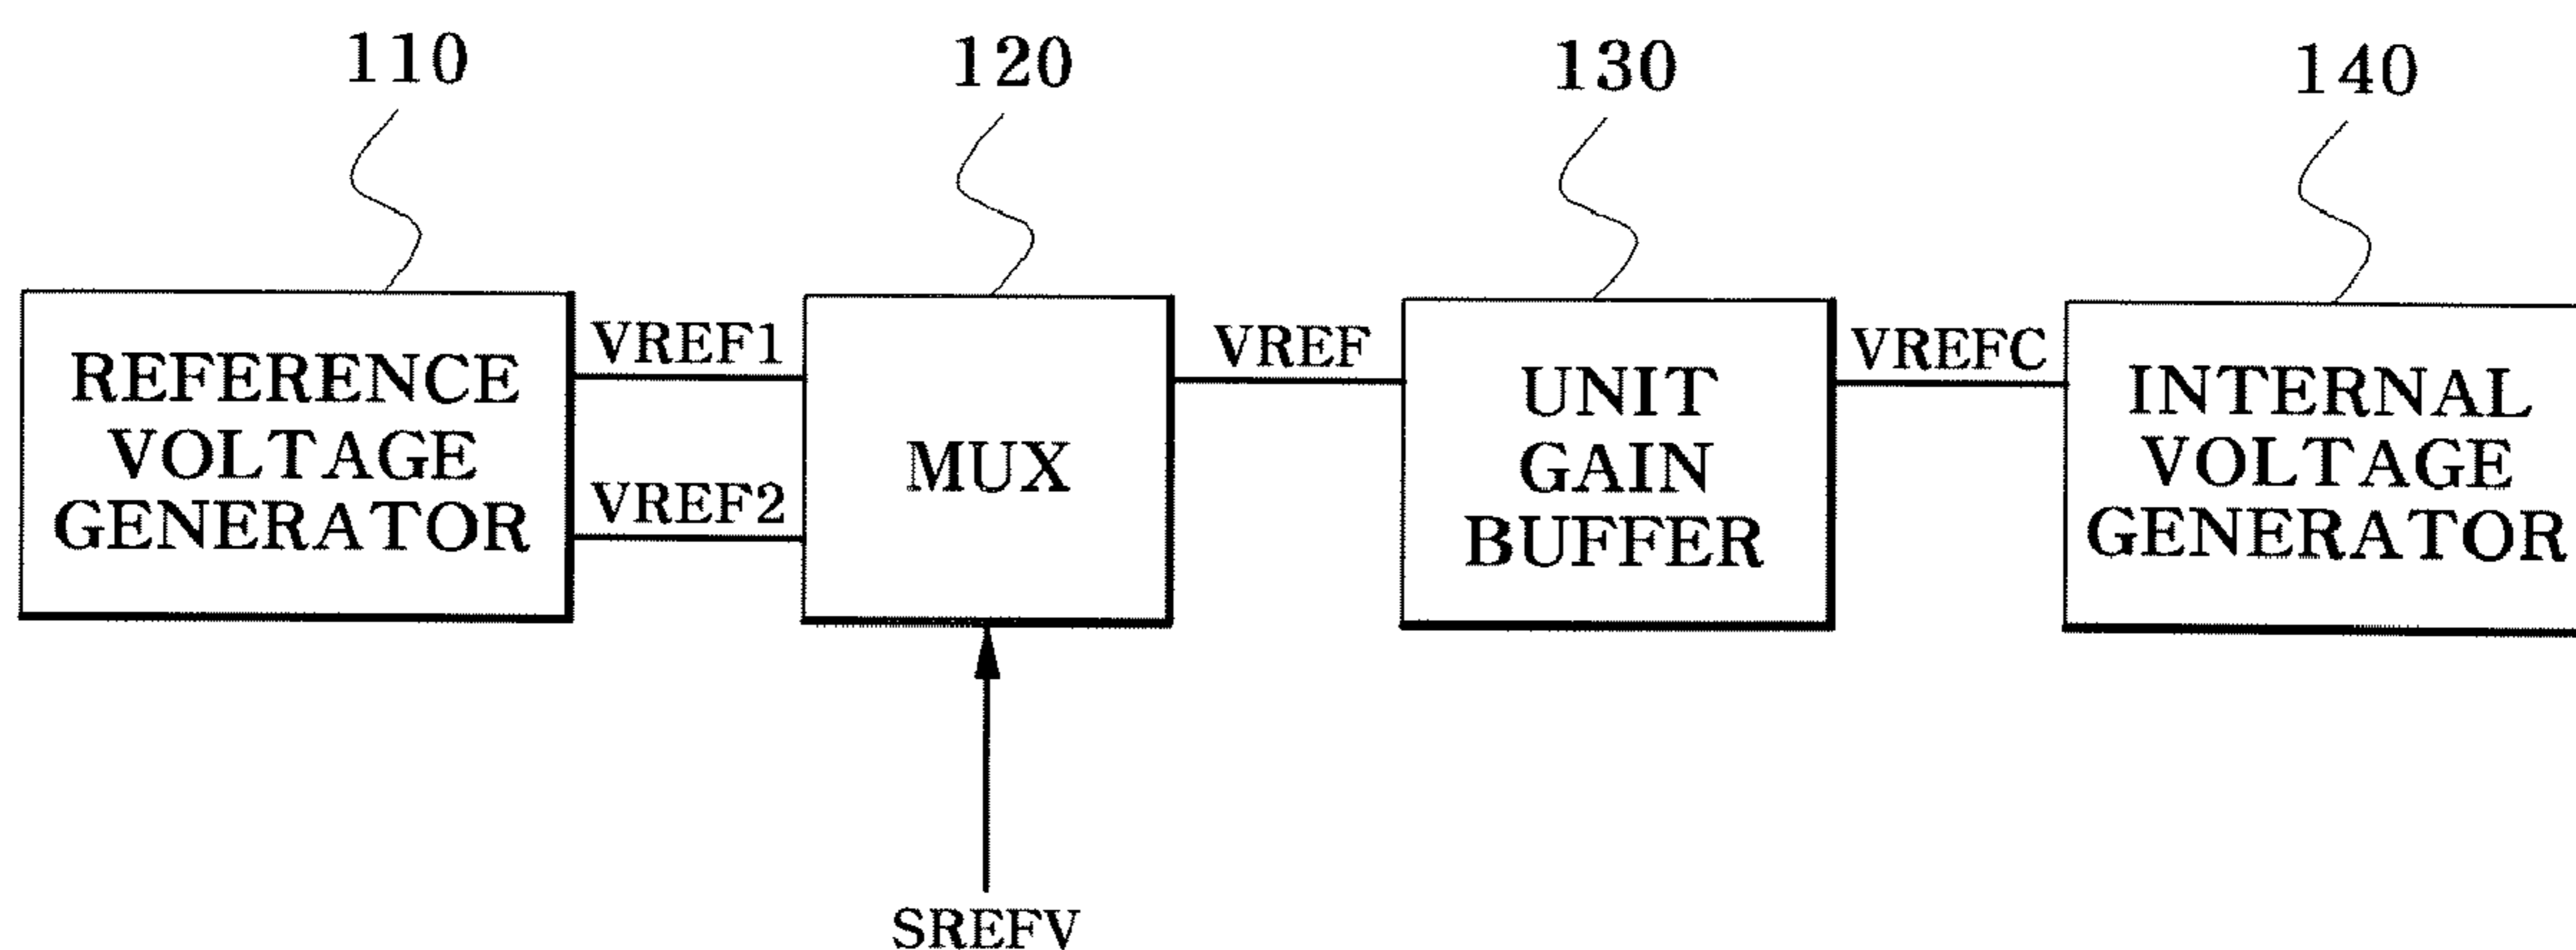 110
120
130
140
REFERENCE
VOLTAGE
GENERATOR
VREF1
VREF2
MUX
VREF
UNIT
GAIN
BUFFER
VREFC
INTERNAL
VOLTAGE
GENERATOR
SREFV